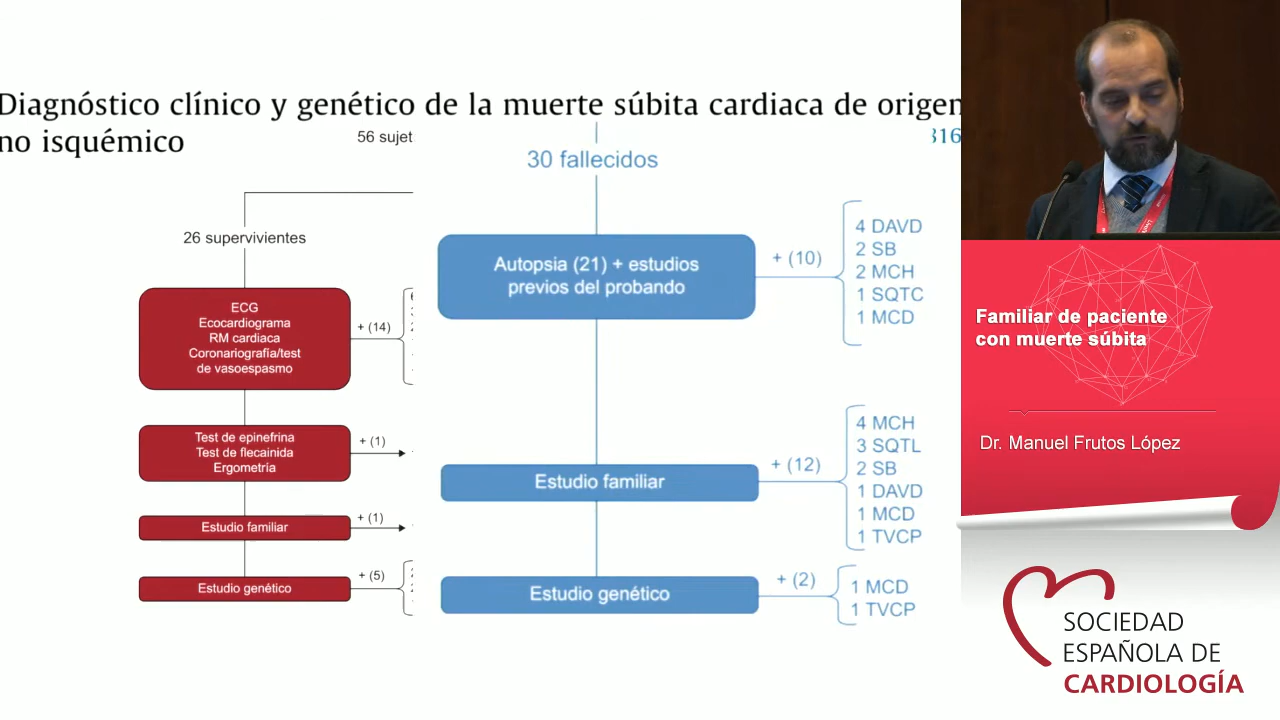 Diagnóstico clínico y genético de la muerte súbita cardiaca de origen
no isquémico
56 sujet
316
26 supervivientes
ECG
Ecocardiograma
RM cardiaca
Coronariografía/test
de vasoespasmo
+ (14)
Test de epinefrina
Test de flecainida
Ergometría
+ (1)
Estudio familiar
+ (1)
Estudio genético
+ (5)
30 fallecidos
Autopsia (21) + estudios
previos del probando
+ (10)
4 DAVD
2 SB
2 MCH
1 SQTC
1 MCD
Estudio familiar
+ (12)
4 MCH
3 SQTL
2 SB
1 DAVD
1 MCD
1 TVCP
Estudio genético
+ (2)
1 MCD
1 TVCP
Familiar de paciente
con muerte súbita
Dr. Manuel Frutos López
SOCIEDAD
ESPAÑOLA DE
CARDIOLOGÍA